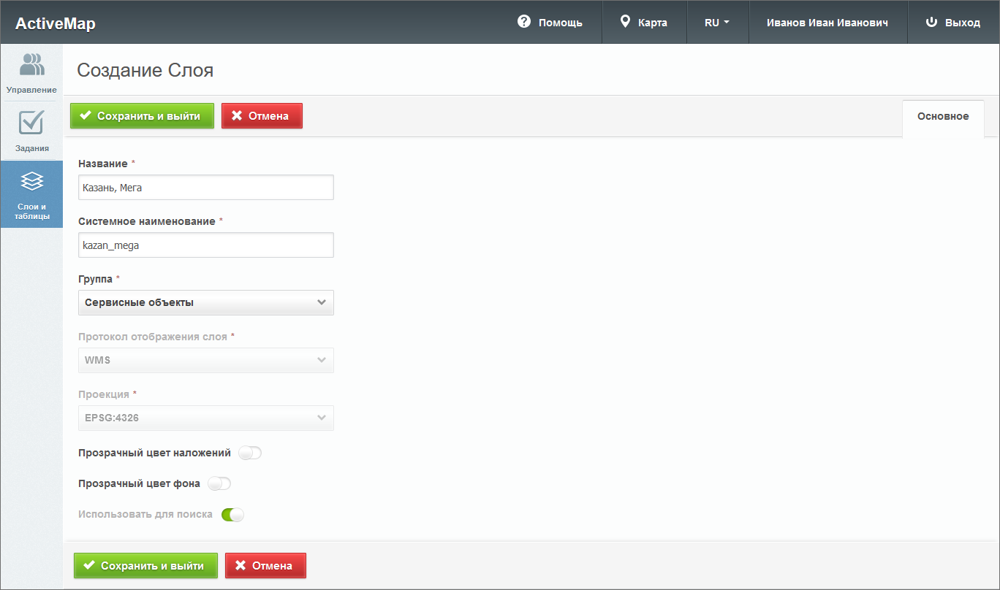 ActiveMap
Помощь
Карта
RU
Иванов Иван Иванович
Выход
Управление
Задания
Слои и
таблицы
Создание Слоя
Сохранить и выйти
Отмена
Основное
Название *
Казань, Мега
Системное наименование *
kazan_mega
Группа *
Сервисные объекты
Протокол отображения слоя *
WMS
Проекция *
EPSG:4326
Прозрачный цвет наложений
Прозрачный цвет фона
Использовать для поиска
Сохранить и выйти
Отмена